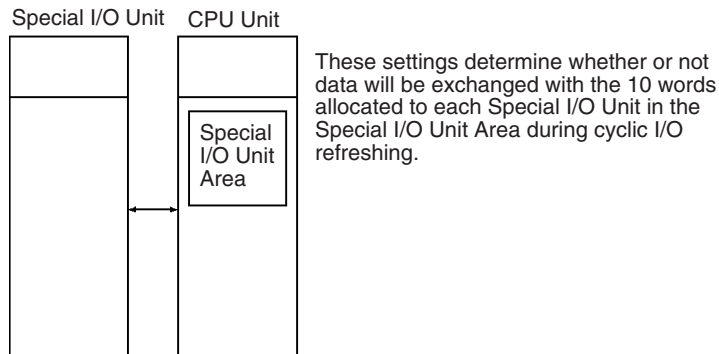 Special I/O Unit
CPU Unit
Special
I/O Unit
Area
These settings determine whether or not
data will be exchanged with the 10 words
allocated to each Special I/O Unit in the
Special I/O Unit Area during cyclic I/O
refreshing.